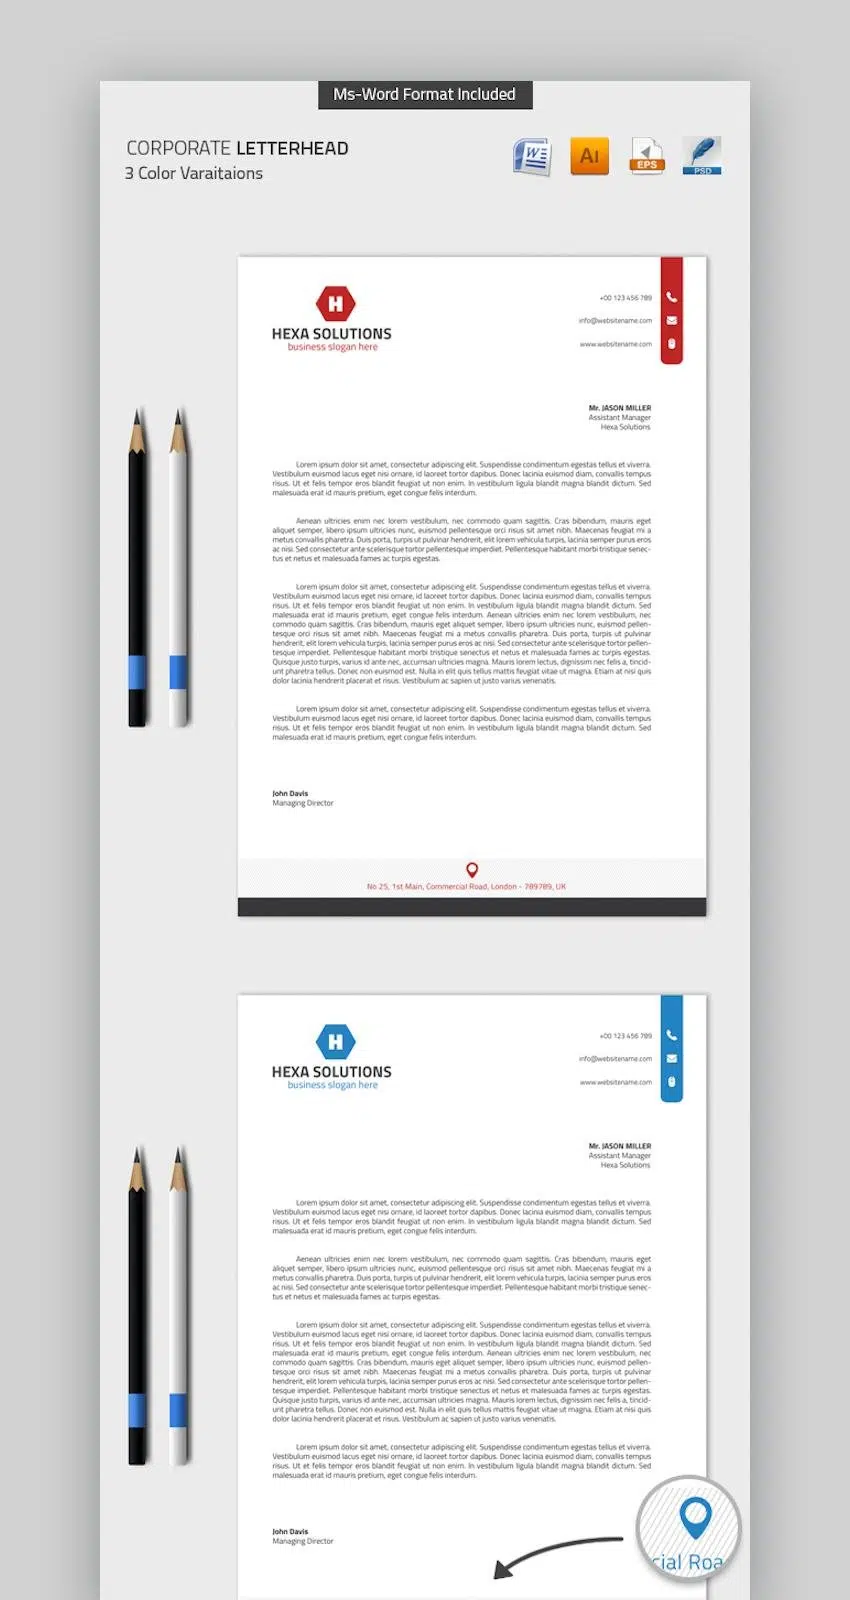 Ms-Word Format Included
CORPORATE LETTERHEAD
3 Color Varaitaions
W
Ai
EPS
PSD
H
HEXA SOLUTIONS
business slogan here
+00 123 456 789
info@websitename.com
www.websitename.com
Mr. JASON MILLER
Assistant Manager
Hexa Solutions
Lorem ipsum dolor sit amet, consectetur adipiscing elit. Suspendisse condimentum egestas tellus et viverra.
Vestibulum euismod lacus eget nisi ornare, id laoreet tortor dapibus. Donec lacinia euismod diam, convallis tempus
risus. Ut et felis tempor eros blandit feugiat ut non enim. In vestibulum ligula blandit magna blandit dictum. Sed
malesuada erat id mauris pretium, eget congue felis interdum.
Aenean ultricies enim nec lorem vestibulum, nec commodo quam sagittis. Cras bibendum, mauris eget
aliquet semper, libero ipsum ultricies nunc, euismod pellentesque orci risus sit amet nibh. Maecenas feugiat mi a
metus convallis pharetra. Duis porta, turpis ut pulvinar hendrerit, elit lorem vehicula turpis, lacinia semper purus eros
ac nisi. Sed consectetur ante scelerisque tortor pellentesque imperdiet. Pellentesque habitant morbi tristique senec-
tus et netus et malesuada fames ac turpis egestas.
Lorem ipsum dolor sit amet, consectetur adipiscing elit. Suspendisse condimentum egestas tellus et viverra.
Vestibulum euismod lacus eget nisi ornare, id laoreet tortor dapibus. Donec lacinia euismod diam, convallis tempus
risus. Ut et felis tempor eros blandit feugiat ut non enim. In vestibulum ligula blandit magna blandit dictum. Sed
malesuada erat id mauris pretium, eget congue felis interdum. Aenean ultricies enim nec lorem vestibulum, nec
commodo quam sagittis. Cras bibendum, mauris eget aliquet semper, libero ipsum ultricies nunc, euismod pellen-
tesque orci risus sit amet nibh. Maecenas feugiat mi a metus convallis pharetra. Duis porta, turpis ut pulvinar
hendrerit, elit lorem vehicula turpis, lacinia semper purus eros ac nisi. Sed consectetur ante scelerisque tortor
pellentesque imperdiet. Pellentesque habitant morbi tristique senectus et netus et malesuada fames ac turpis egestas.
Quisque justo turpis, varius id ante nec, accumsan ultricies magna. Mauris lorem lectus, dignissim nec felis a, tincid-
unt pharetra tellus. Donec non euismod est. Nulla in elit quis tellus mattis feugiat vitae ut magna. Etiam at nisi quis
dolor lacinia hendrerit placerat et risus. Vestibulum ac sapien ut justo varius venenatis.
Lorem ipsum dolor sit amet, consectetur adipiscing elit. Suspendisse condimentum egestas tellus et viverra.
Vestibulum euismod lacus eget nisi ornare, id laoreet tortor dapibus. Donec lacinia euismod diam, convallis tempus
risus. Ut et felis tempor eros blandit feugiat ut non enim. In vestibulum ligula blandit magna blandit dictum. Sed
malesuada erat id mauris pretium, eget congue felis interdum.
John Davis
Managing Director
No 25, 1st Main, Commercial Road, London - 789789, UK
H
HEXA SOLUTIONS
business slogan here
+00 123 456 789
info@websitename.com
www.websitename.com
Mr. JASON MILLER
Assistant Manager
Hexa Solutions
Lorem ipsum dolor sit amet, consectetur adipiscing elit. Suspendisse condimentum egestas tellus et viverra.
Vestibulum euismod lacus eget nisi ornare, id laoreet tortor dapibus. Donec lacinia euismod diam, convallis tempus
risus. Ut et felis tempor eros blandit feugiat ut non enim. In vestibulum ligula blandit magna blandit dictum. Sed
malesuada erat id mauris pretium, eget congue felis interdum.
Aenean ultricies enim nec lorem vestibulum, nec commodo quam sagittis. Cras bibendum, mauris eget
aliquet semper, libero ipsum ultricies nunc, euismod pellentesque orci risus sit amet nibh. Maecenas feugiat mi a
metus convallis pharetra. Duis porta, turpis ut pulvinar hendrerit, elit lorem vehicula turpis, lacinia semper purus eros
ac nisi. Sed consectetur ante scelerisque tortor pellentesque imperdiet. Pellentesque habitant morbi tristique senec-
tus et netus et malesuada fames ac turpis egestas.
Lorem ipsum dolor sit amet, consectetur adipiscing elit. Suspendisse condimentum egestas tellus et viverra.
Vestibulum euismod lacus eget nisi ornare, id laoreet tortor dapibus. Donec lacinia euismod diam, convallis tempus
risus. Ut et felis tempor eros blandit feugiat ut non enim. In vestibulum ligula blandit magna blandit dictum. Sed
malesuada erat id mauris pretium, eget congue felis interdum. Aenean ultricies enim nec lorem vestibulum, nec
commodo quam sagittis. Cras bibendum, mauris eget aliquet semper, libero ipsum ultricies nunc, euismod pellen-
tesque orci risus sit amet nibh. Maecenas feugiat mi a metus convallis pharetra. Duis porta, turpis ut pulvinar
hendrerit, elit lorem vehicula turpis, lacinia semper purus eros ac nisi. Sed consectetur ante scelerisque tortor
pellentesque imperdiet. Pellentesque habitant morbi tristique senectus et netus et malesuada fames ac turpis egestas.
Quisque justo turpis, varius id ante nec, accumsan ultricies magna. Mauris lorem lectus, dignissim nec felis a, tincid-
unt pharetra tellus. Donec non euismod est. Nulla in elit quis tellus mattis feugiat vitae ut magna. Etiam at nisi quis
dolor lacinia hendrerit placerat et risus. Vestibulum ac sapien ut justo varius venenatis.
Lorem ipsum dolor sit amet, consectetur adipiscing elit. Suspendisse condimentum egestas tellus et viverra.
Vestibulum euismod lacus eget nisi ornare, id laoreet tortor dapibus. Donec lacinia euismod diam, convallis tempus
risus. Ut et felis tempor eros blandit feugiat ut non enim. In vestibulum ligula blandit magna blandit dictum. Sed
malesuada erat id mauris pretium, eget congue felis interdum.
John Davis
Managing Director
cial Roa